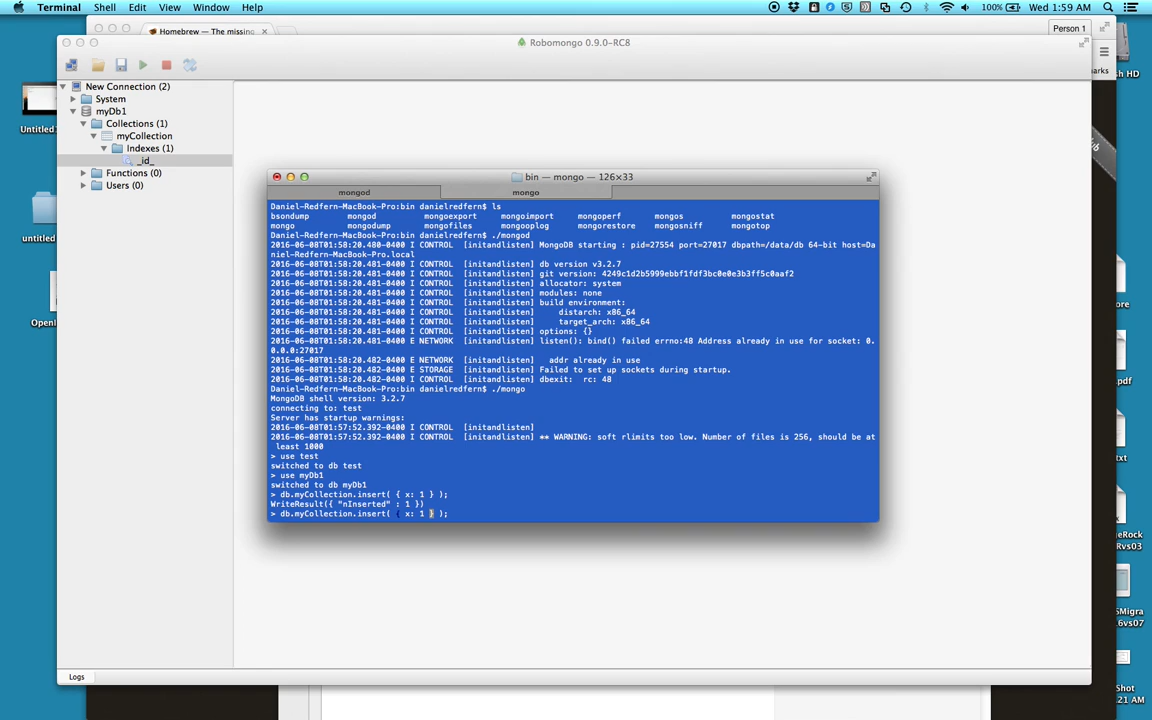 Terminal Shell Edit View Window Help 100% Wed 1:59 AM
Homebrew — The missing
Person 1
Robomongo 0.9.0-RC8
New Connection (2)
System
myDb1
Collections (1)
myCollection
Indexes (1)
_id_
Functions (0)
Users (0)
Logs
bin — mongo — 126×33
mongod mongo
Daniel-Redfern-MacBook-Pro:bin danielredfern$ ls
bsondump mongod mongoexport mongoimport mongoperf mongos mongostat
mongo mongodump mongofiles mongooplog mongorestore mongosniff mongotop
Daniel-Redfern-MacBook-Pro:bin danielredfern$ ./mongod
2016-06-08T01:58:20.480-0400 I CONTROL [initandlisten] MongoDB starting : pid=27554 port=27017 dbpath=/data/db 64-bit host=Da
niel-Redfern-MacBook-Pro.local
2016-06-08T01:58:20.481-0400 I CONTROL [initandlisten] db version v3.2.7
2016-06-08T01:58:20.481-0400 I CONTROL [initandlisten] git version: 4249c1d2b5999ebbf1fdf3bc0e0e3b3ff5c0aaf2
2016-06-08T01:58:20.481-0400 I CONTROL [initandlisten] allocator: system
2016-06-08T01:58:20.481-0400 I CONTROL [initandlisten] modules: none
2016-06-08T01:58:20.481-0400 I CONTROL [initandlisten] build environment:
2016-06-08T01:58:20.481-0400 I CONTROL [initandlisten] distarch: x86_64
2016-06-08T01:58:20.481-0400 I CONTROL [initandlisten] target_arch: x86_64
2016-06-08T01:58:20.481-0400 I CONTROL [initandlisten] options: {}
2016-06-08T01:58:20.481-0400 E NETWORK [initandlisten] listen(): bind() failed errno:48 Address already in use for socket: 0.
0.0.0:27017
2016-06-08T01:58:20.482-0400 E NETWORK [initandlisten] addr already in use
2016-06-08T01:58:20.482-0400 E STORAGE [initandlisten] Failed to set up sockets during startup.
2016-06-08T01:58:20.482-0400 I CONTROL [initandlisten] dbexit: rc: 48
Daniel-Redfern-MacBook-Pro:bin danielredfern$ ./mongo
MongoDB shell version: 3.2.7
connecting to: test
Server has startup warnings:
2016-06-08T01:57:52.392-0400 I CONTROL [initandlisten]
2016-06-08T01:57:52.392-0400 I CONTROL [initandlisten] ** WARNING: soft rlimits too low. Number of files is 256, should be at
least 1000
> use test
switched to db test
> use myDb1
switched to db myDb1
> db.myCollection.insert( { x: 1 } );
WriteResult({ "nInserted" : 1 })
> db.myCollection.insert( { x: 1 } );